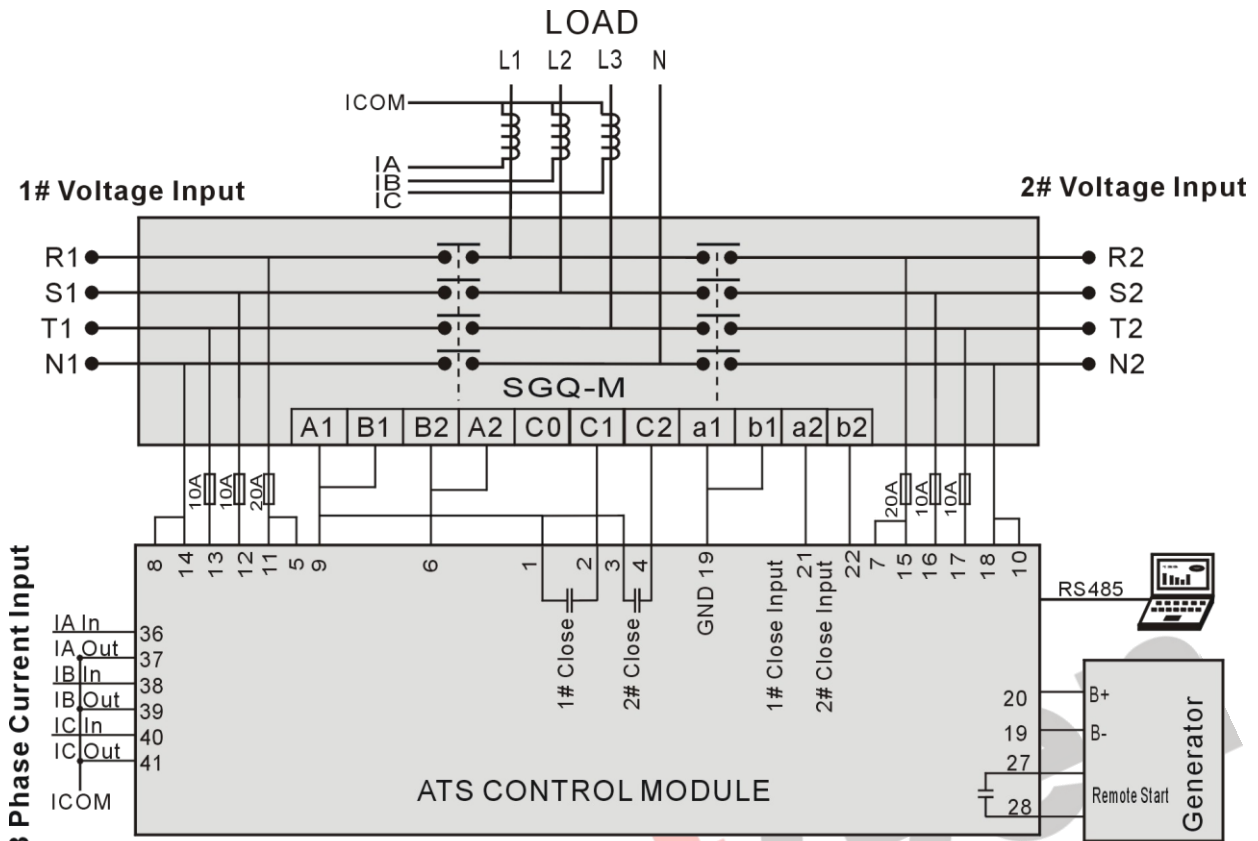 LOAD
L1 L2 L3 N
ICOM
IA
IB
IC
1# Voltage Input
2# Voltage Input
R1 R2
S1 S2
T1 T2
N1 N2
SGQ-M
A1 B1 B2 A2 C0 C1 C2 a1 b1 a2 b2
10A 10A 20A 20A 10A 10A
8 14 13 12 11 5 9 6 1 2 3 4 GND 19 21 22 7 15 16 17 18 10
1# Close
2# Close
1# Close Input
2# Close Input
RS485
3 Phase Current Input
IA In 36
IA Out 37
IB In 38
IB Out 39
IC In 40
IC Out 41
ICOM
ATS CONTROL MODULE
20 B+
19 B-
27
28
Remote Start
Generator